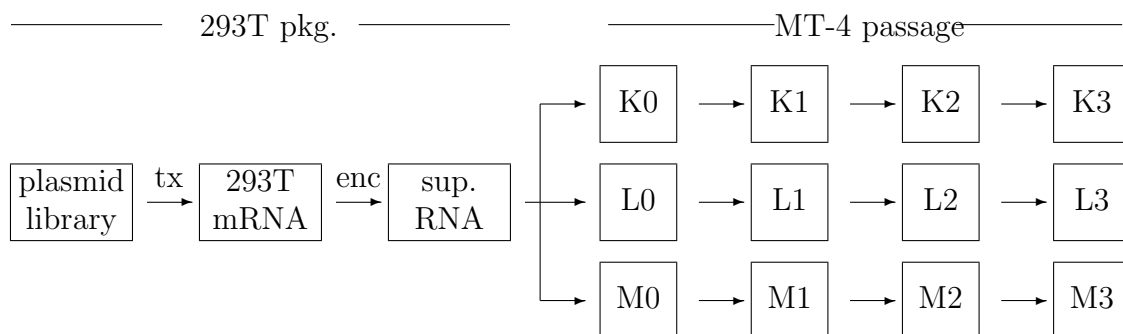 293T pkg.
MT-4 passage
K0 K1 K2 K3
plasmid library
tx
293T mRNA
enc
sup. RNA
L0 L1 L2 L3
M0 M1 M2 M3